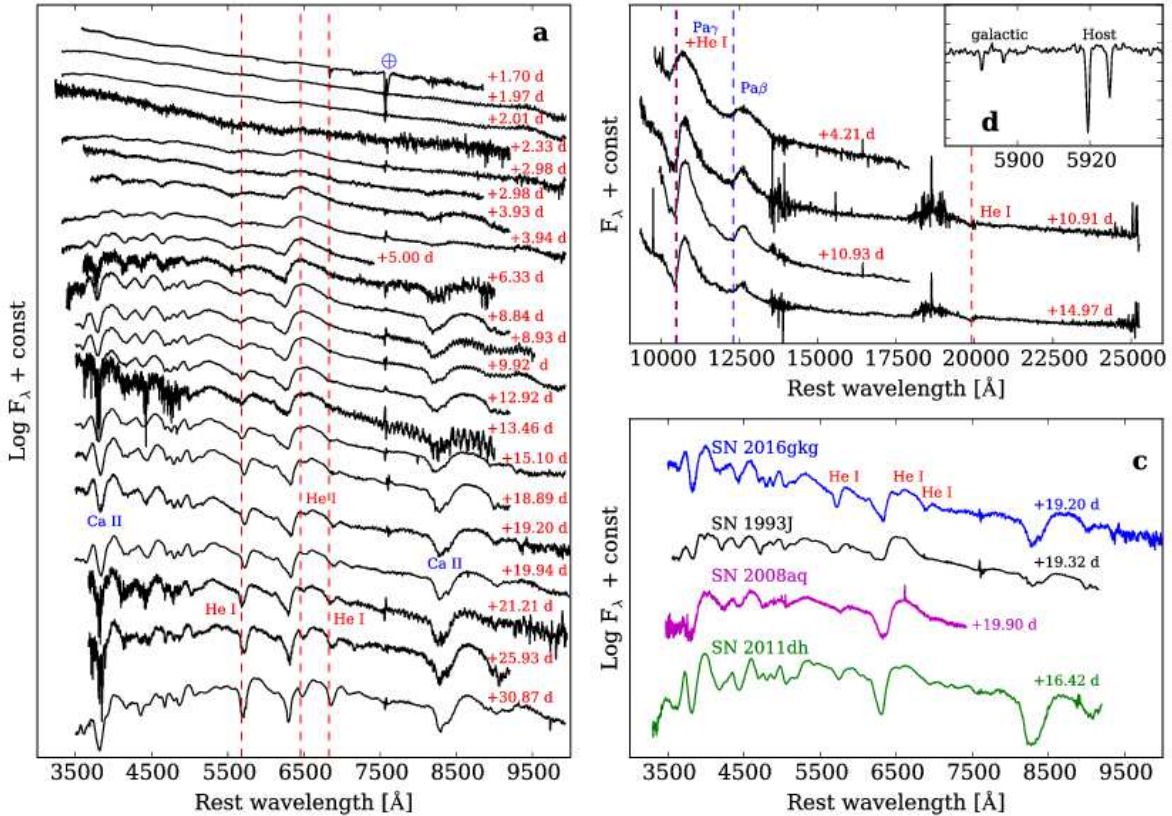 a
⊕
+1.70 d
+1.97 d
+2.01 d
+2.33 d
+2.98 d
+2.98 d
+3.93 d
+3.94 d
+5.00 d
+6.33 d
+8.84 d
+8.93 d
+9.92 d
+12.92 d
+13.46 d
+15.10 d
+18.89 d
He I
+19.20 d
Ca II
Ca II
+19.94 d
+21.21 d
He I
He I
+25.93 d
+30.87 d
Log Fλ + const
3500 4500 5500 6500 7500 8500 9500
Rest wavelength [Å]
Paγ
+He I
Paβ
+4.21 d
He I
+10.91 d
+10.93 d
+14.97 d
Fλ + const
10000 12500 15000 17500 20000 22500 25000
Rest wavelength [Å]
galactic
Host
d
5900 5920
c
SN 2016gkg
He I
He I
He I
+19.20 d
SN 1993J
+19.32 d
SN 2008aq
+19.90 d
SN 2011dh
+16.42 d
Log Fλ + const
3500 4500 5500 6500 7500 8500 9500
Rest wavelength [Å]